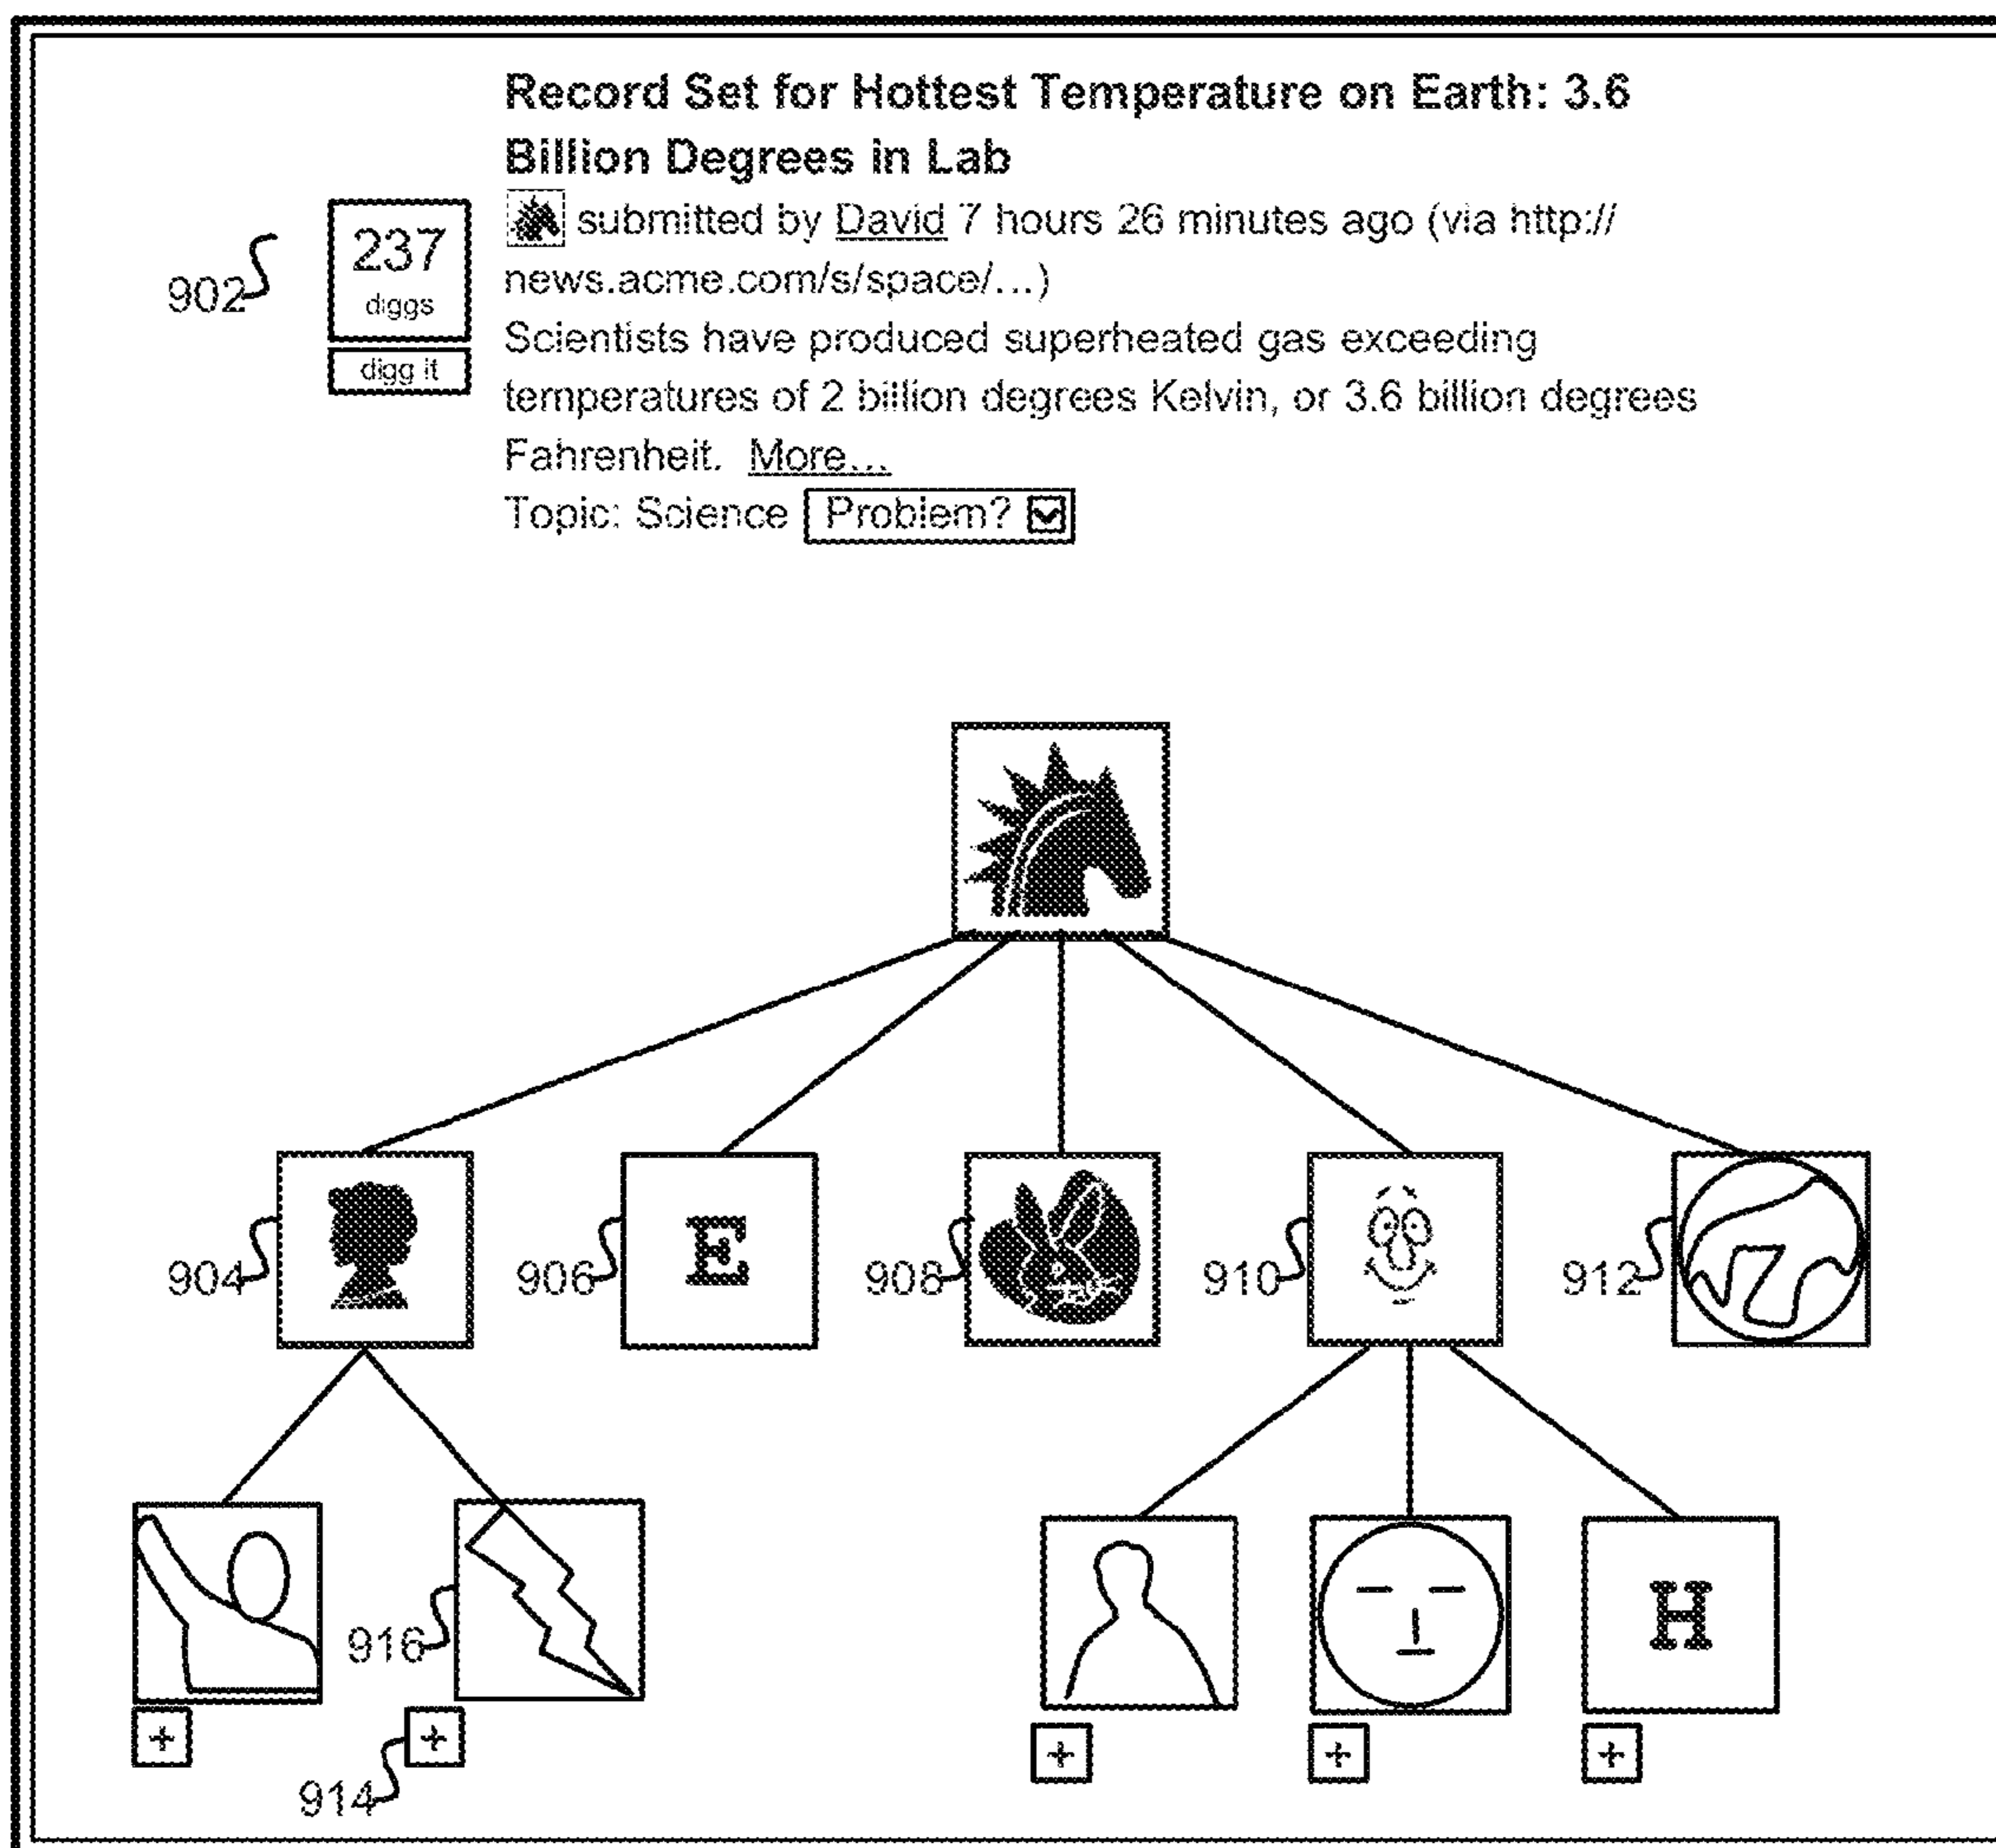 Record Set for Hottest Temperature on Earth: 3.6
Billion Degrees in Lab
submitted by David 7 hours 26 minutes ago (via http://
news.acme.com/s/space/...)
902
237
diggs
digg it
Scientists have produced superheated gas exceeding
temperatures of 2 billion degrees Kelvin, or 3.6 billion degrees
Fahrenheit. More...
Topic: Science Problem?
904 906 E 908 910 912
916 H
+ + + + +
914